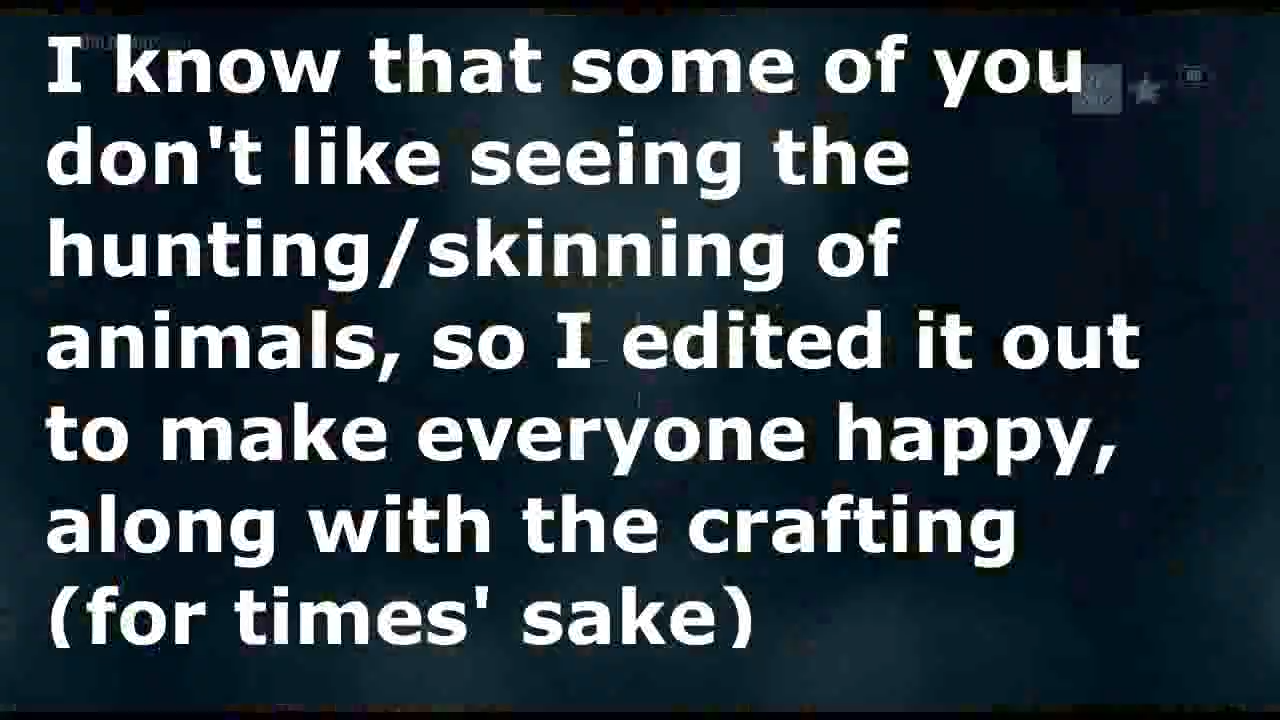 I know that some of you
don't like seeing the
hunting/skinning of
animals, so I edited it out
to make everyone happy,
along with the crafting
(for times' sake)